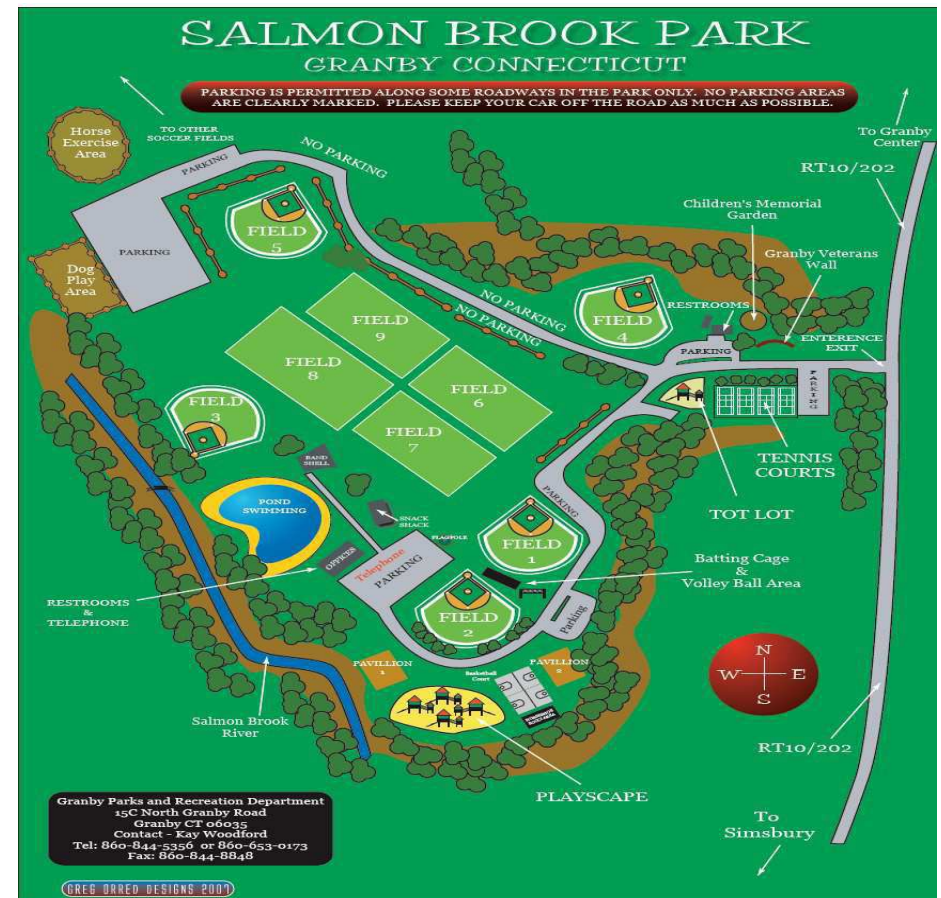 SALMON BROOK PARK
GRANBY CONNECTICUT
PARKING IS PERMITTED ALONG SOME ROADWAYS IN THE PARK ONLY. NO PARKING AREAS
ARE CLEARLY MARKED. PLEASE KEEP YOUR CAR OFF THE ROAD AS MUCH AS POSSIBLE.
Horse
Exercise
Area
TO OTHER
SOCCER FIELDS
PARKING
NO PARKING
To Granby
Center
RT10/202
PARKING
FIELD
5
Children's Memorial
Garden
Granby Veterans
Wall
Dog
Play
Area
NO PARKING
NO PARKING
RESTROOMS
FIELD
4
ENTERENCE
EXIT
PARKING
PARKING
FIELD
9
FIELD
8
FIELD
6
FIELD
7
FIELD
3
TENNIS
COURTS
TOT LOT
BAND
SHELL
POND
SWIMMING
SNACK
SHACK
FLAGPOLE
PARKING
FIELD
1
OFFICES
Telephone
PARKING
Batting Cage
&
Volley Ball Area
RESTROOMS
&
TELEPHONE
FIELD
2
Parking
PAVILLION
1
Basketball
Court
PAVILLION
2
N
W E
S
Salmon Brook
River
PLAYSCAPE
RT10/202
To
Simsbury
Granby Parks and Recreation Department
15C North Granby Road
Granby CT 06035
Contact - Kay Woodford
Tel: 860-844-5356 or 860-653-0173
Fax: 860-844-8848
GREG ORRED DESIGNS 2007